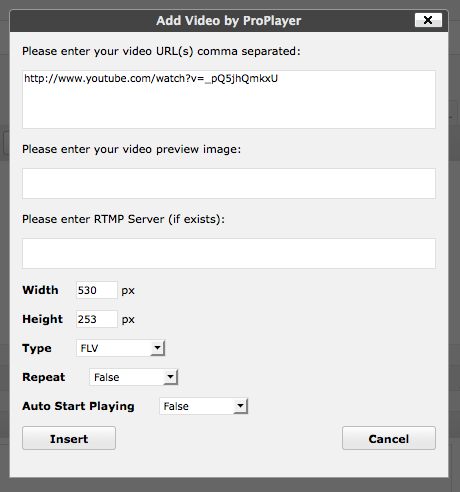 Add Video by ProPlayer
Please enter your video URL(s) comma separated:
http://www.youtube.com/watch?v=_pQ5jhQmkxU
Please enter your video preview image:
Please enter RTMP Server (if exists):
Width 530 px
Height 253 px
Type FLV
Repeat False
Auto Start Playing False
Insert Cancel